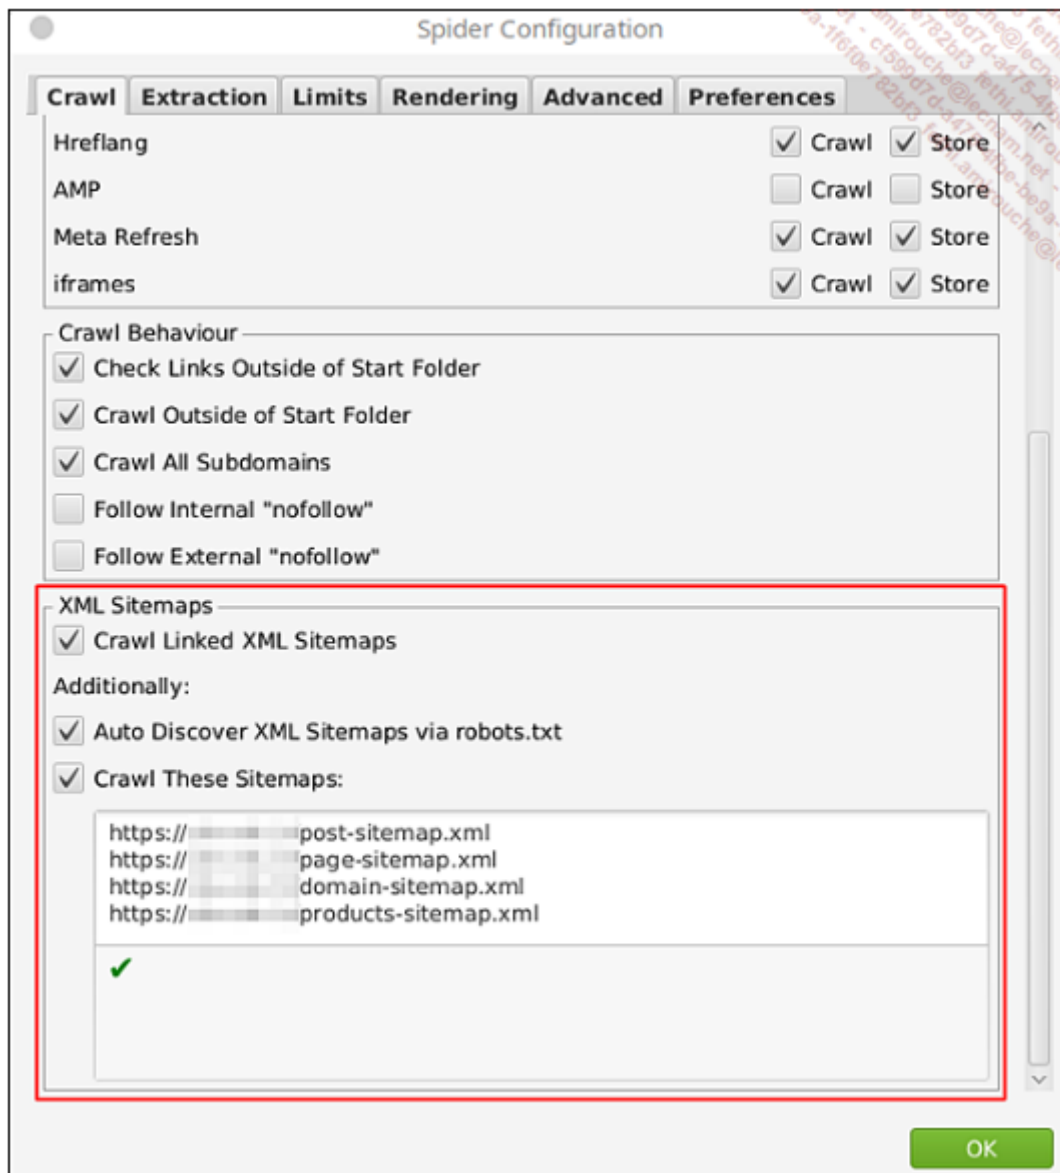 Spider Configuration
Crawl Extraction Limits Rendering Advanced Preferences
Hreflang Crawl Store
AMP Crawl Store
Meta Refresh Crawl Store
iframes Crawl Store
Crawl Behaviour
Check Links Outside of Start Folder
Crawl Outside of Start Folder
Crawl All Subdomains
Follow Internal "nofollow"
Follow External "nofollow"
XML Sitemaps
Crawl Linked XML Sitemaps
Additionally:
Auto Discover XML Sitemaps via robots.txt
Crawl These Sitemaps:
https:// post-sitemap.xml
https:// page-sitemap.xml
https:// domain-sitemap.xml
https:// products-sitemap.xml
OK